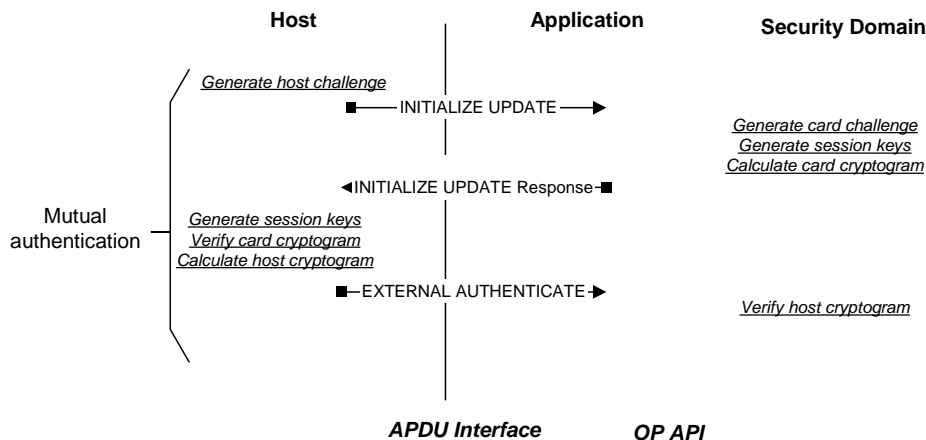 Host
Application
Security Domain
Generate host challenge
INITIALIZE UPDATE
Generate card challenge
Generate session keys
Calculate card cryptogram
INITIALIZE UPDATE Response
Mutual
authentication
Generate session keys
Verify card cryptogram
Calculate host cryptogram
EXTERNAL AUTHENTICATE
Verify host cryptogram
APDU Interface
OP API